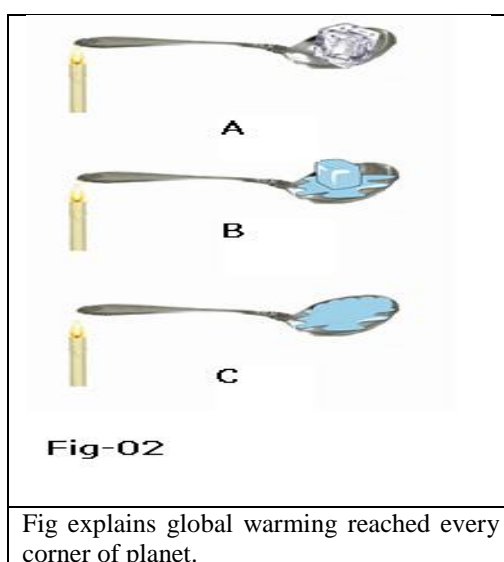 A
B
C
Fig-02
Fig explains global warming reached every
corner of planet.